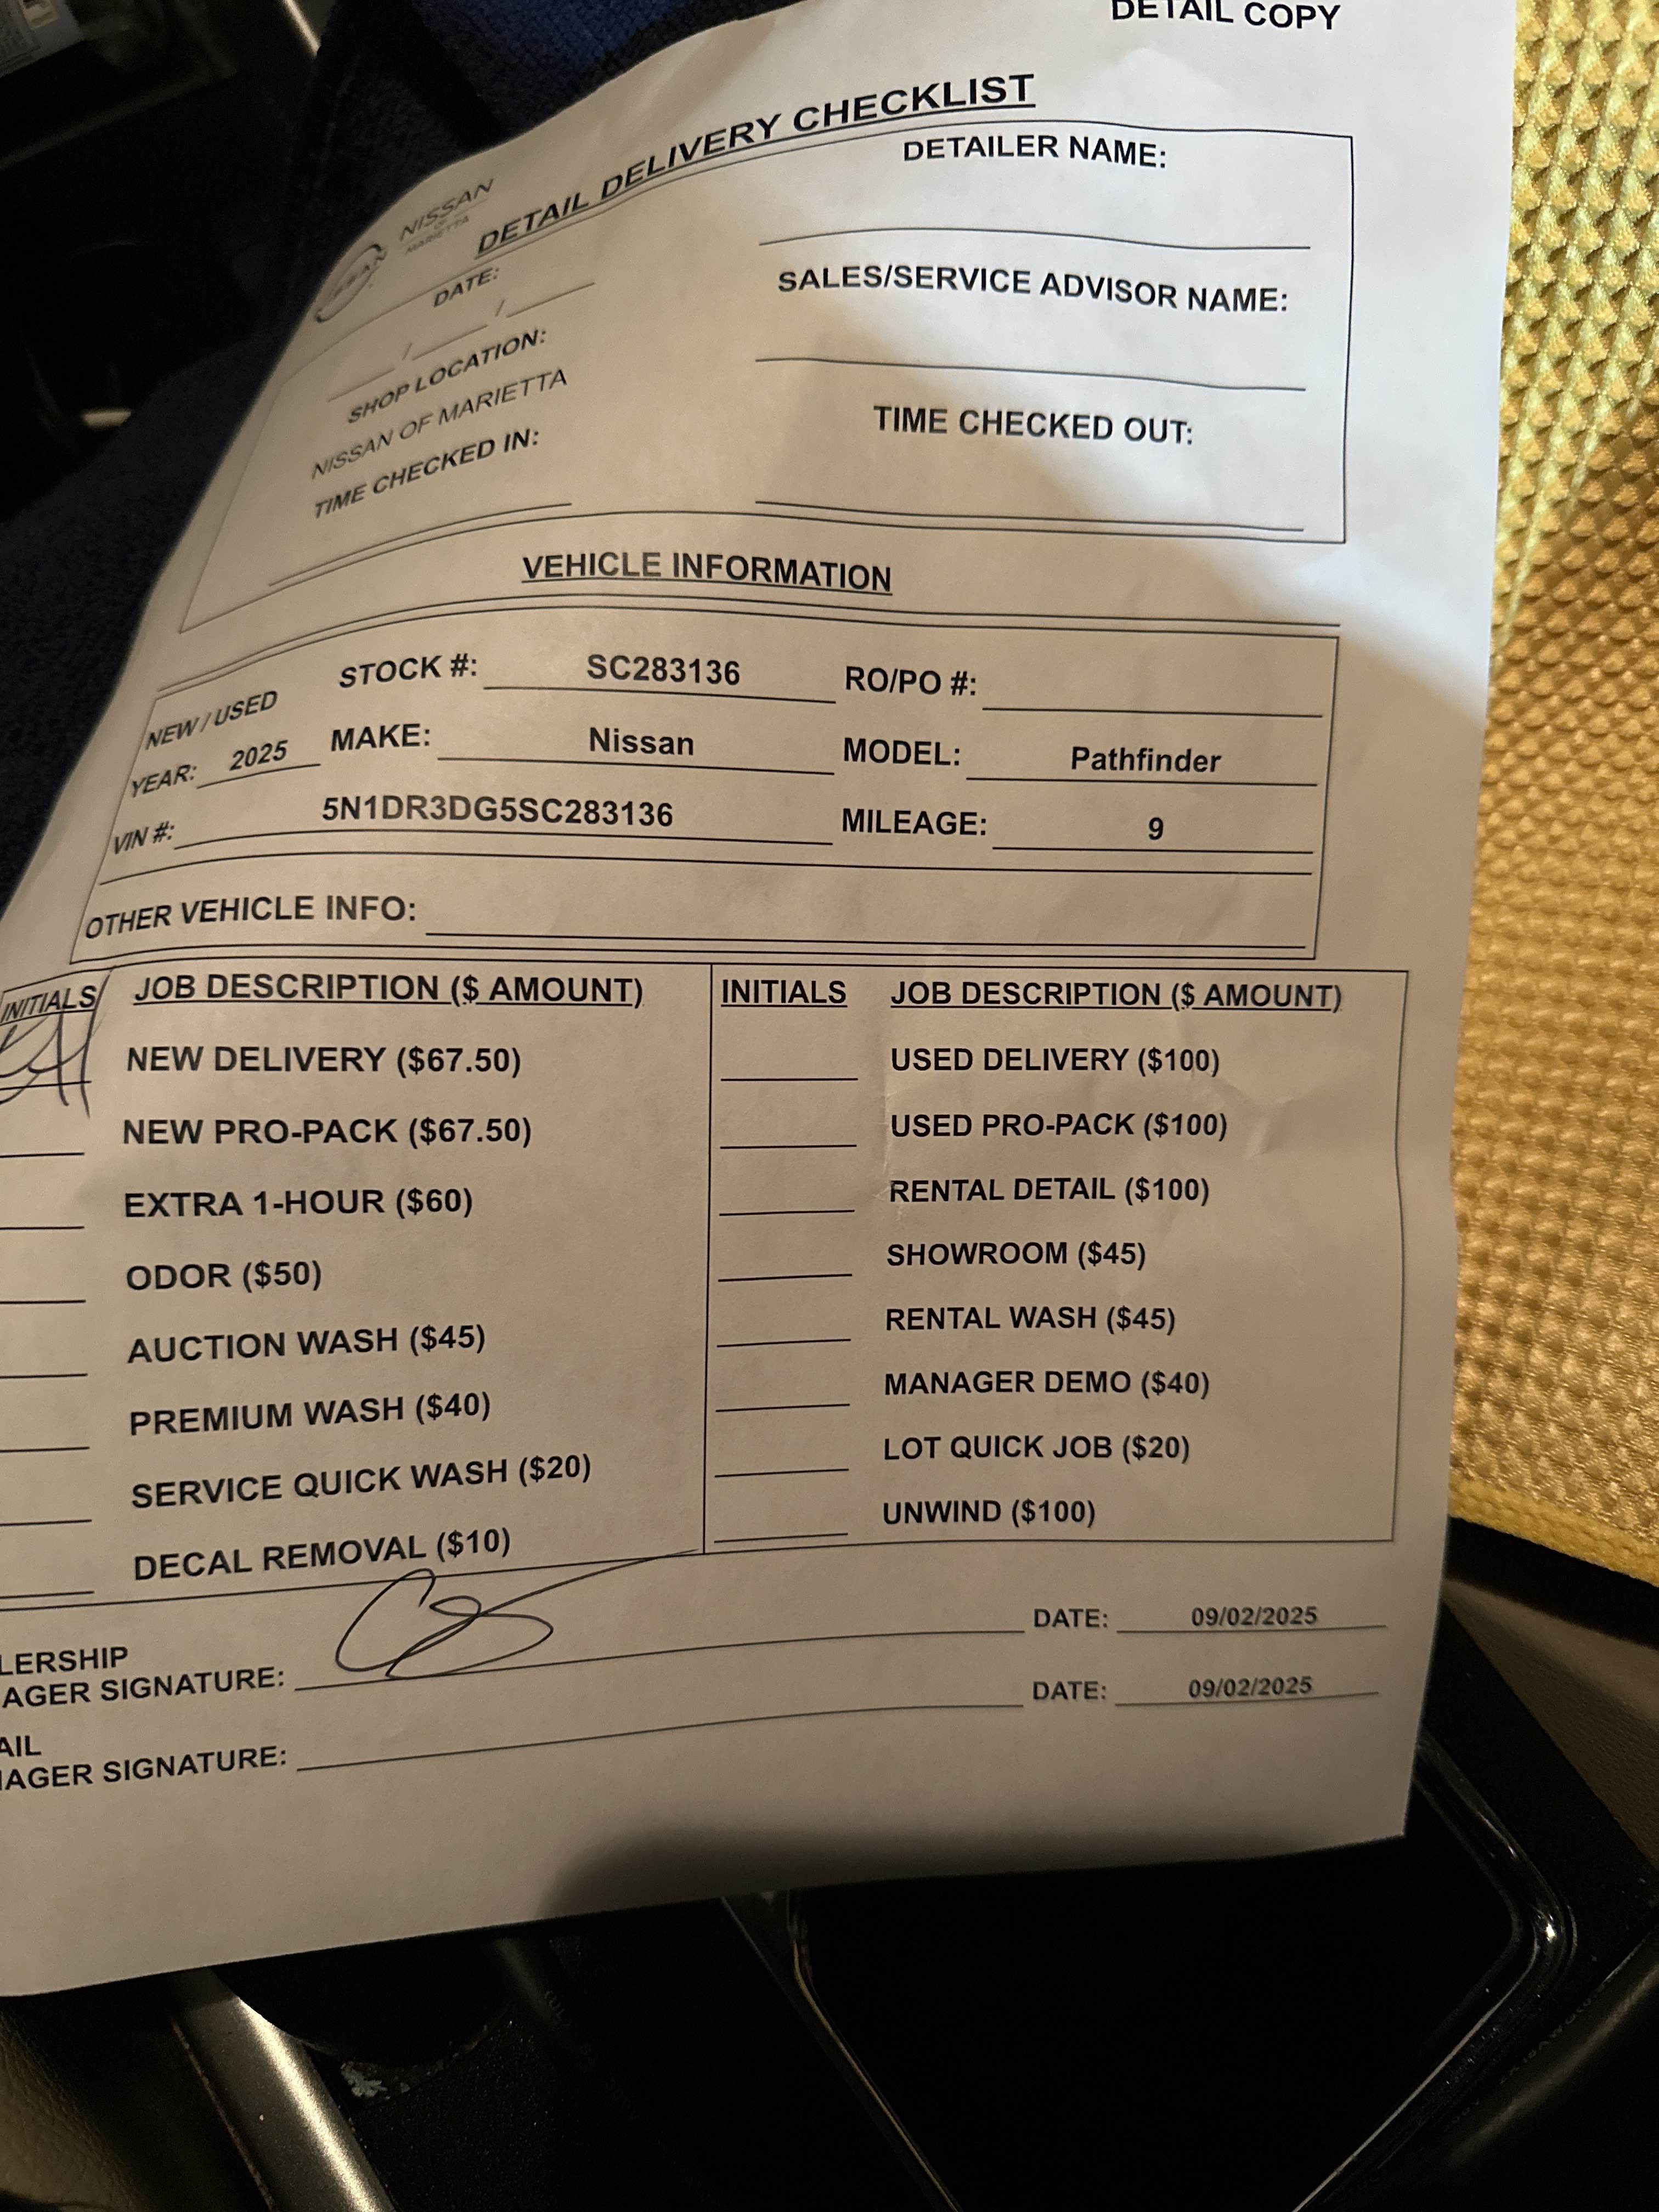 DETAIL COPY
DETAIL DELIVERY CHECKLIST
NISSAN
NISSAN
OF
MARIETTA
DATE:
/ /
SHOP LOCATION:
NISSAN OF MARIETTA
TIME CHECKED IN:
DETAILER NAME:
SALES/SERVICE ADVISOR NAME:
TIME CHECKED OUT:
VEHICLE INFORMATION
NEW / USED STOCK #: SC283136 RO/PO #:
YEAR: 2025 MAKE: Nissan MODEL: Pathfinder
VIN #: 5N1DR3DG5SC283136 MILEAGE: 9
OTHER VEHICLE INFO:
INITIALS JOB DESCRIPTION ($ AMOUNT)
NEW DELIVERY ($67.50)
NEW PRO-PACK ($67.50)
EXTRA 1-HOUR ($60)
ODOR ($50)
AUCTION WASH ($45)
PREMIUM WASH ($40)
SERVICE QUICK WASH ($20)
DECAL REMOVAL ($10)
INITIALS JOB DESCRIPTION ($ AMOUNT)
USED DELIVERY ($100)
USED PRO-PACK ($100)
RENTAL DETAIL ($100)
SHOWROOM ($45)
RENTAL WASH ($45)
MANAGER DEMO ($40)
LOT QUICK JOB ($20)
UNWIND ($100)
LERSHIP
AGER SIGNATURE: DATE: 09/02/2025
AIL
AGER SIGNATURE: DATE: 09/02/2025